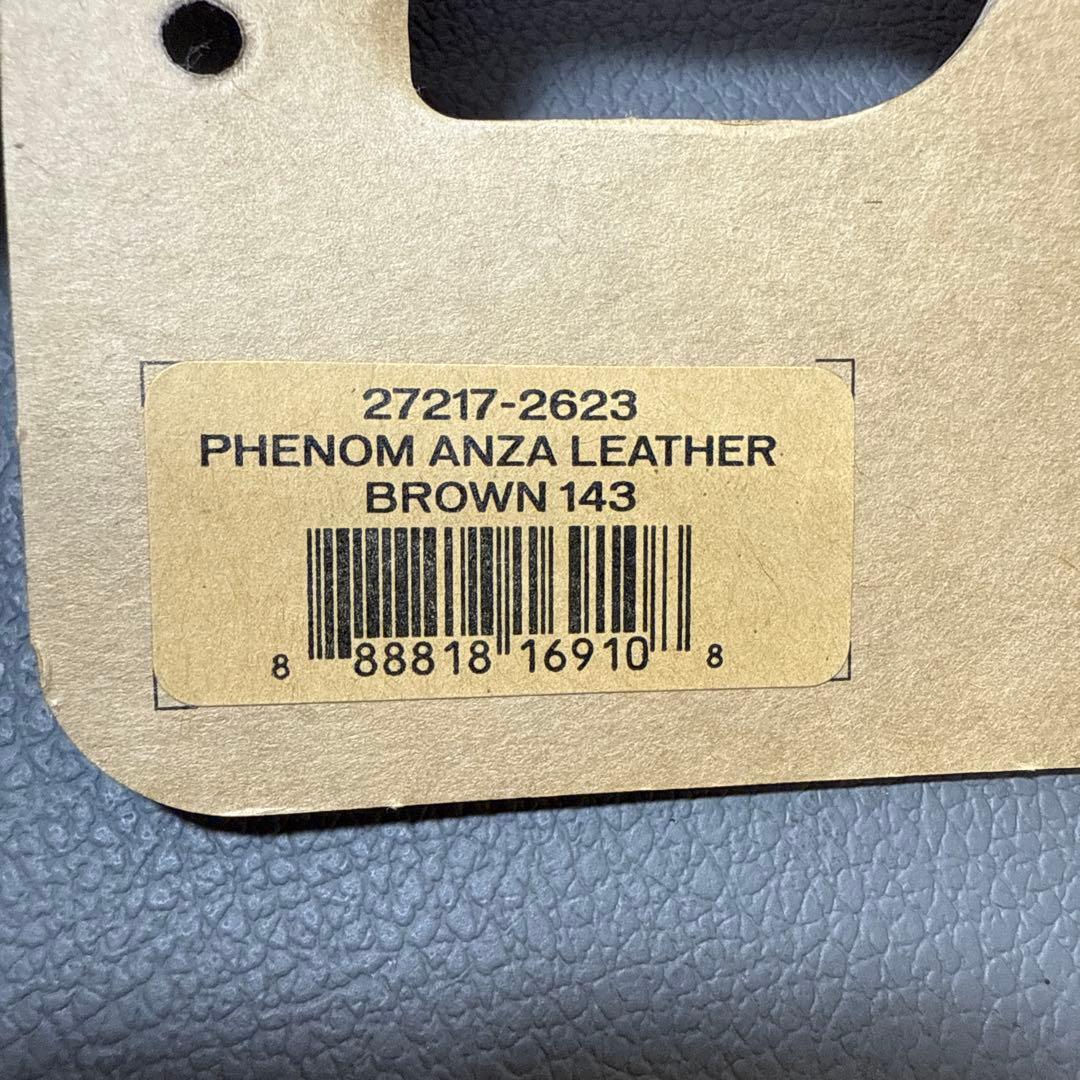 27217-2623
PHENOM ANZA LEATHER
BROWN 143
8 88818 16910 8